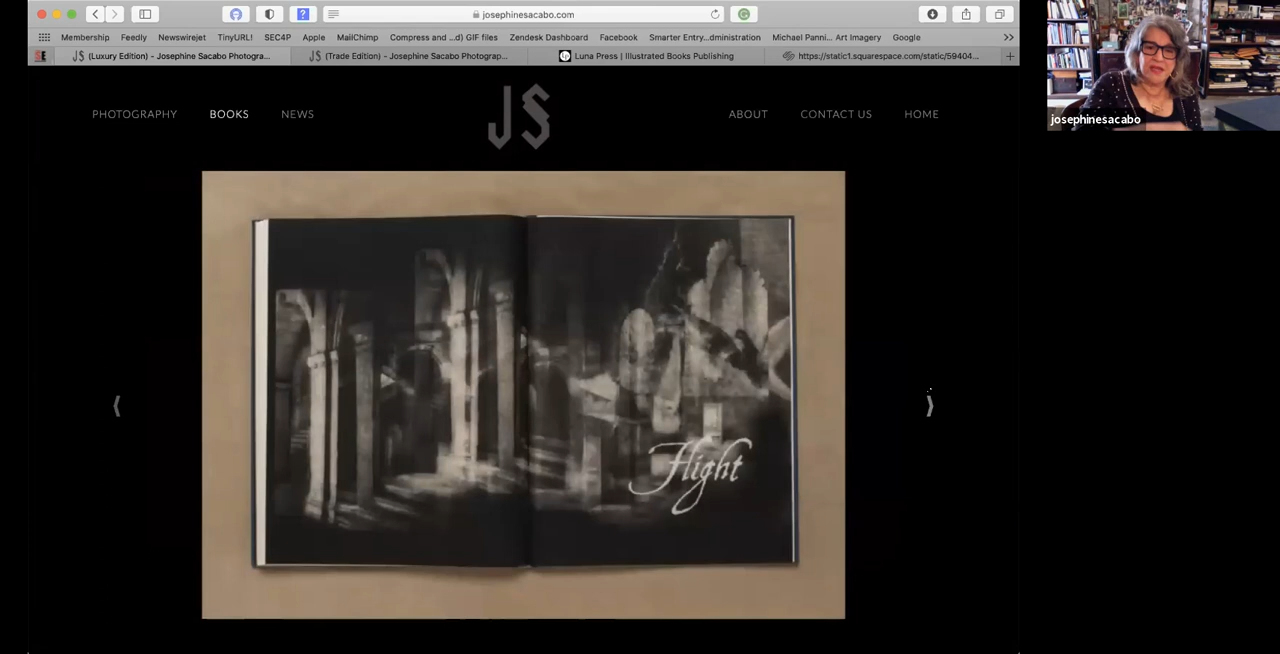 josephinesacabo.com
Membership Feedly Newswirejet TinyURL! SEC4P Apple MailChimp Compress and ...d) GIF files Zendesk Dashboard Facebook Smarter Entry...dministration Michael Panni... Art Imagery Google
(Luxury Edition) - Josephine Sacabo Photogra... (Trade Edition) - Josephine Sacabo Photograp... Luna Press | Illustrated Books Publishing https://static1.squarespace.com/static/59404...
josephinesacabo
PHOTOGRAPHY BOOKS NEWS JS ABOUT CONTACT US HOME
Flight